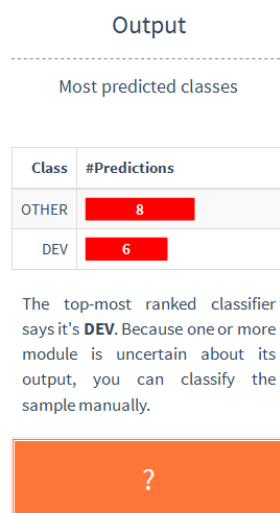 Output
Most predicted classes
Class #Predictions
OTHER 8
DEV 6
The top-most ranked classifier
says it's DEV. Because one or more
module is uncertain about its
output, you can classify the
sample manually.
?